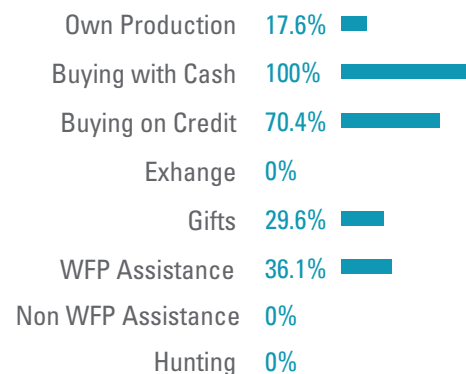 Own Production 17.6%
Buying with Cash 100%
Buying on Credit 70.4%
Exhange 0%
Gifts 29.6%
WFP Assistance 36.1%
Non WFP Assistance 0%
Hunting 0%